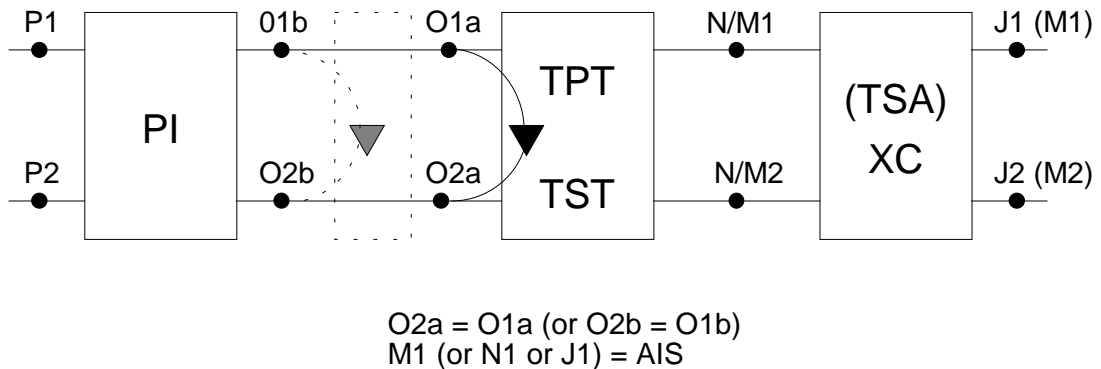 P1 01b O1a N/M1 J1 (M1)
TPT
(TSA)
PI
XC
P2 O2b O2a N/M2 J2 (M2)
TST
O2a = O1a (or O2b = O1b)
M1 (or N1 or J1) = AIS